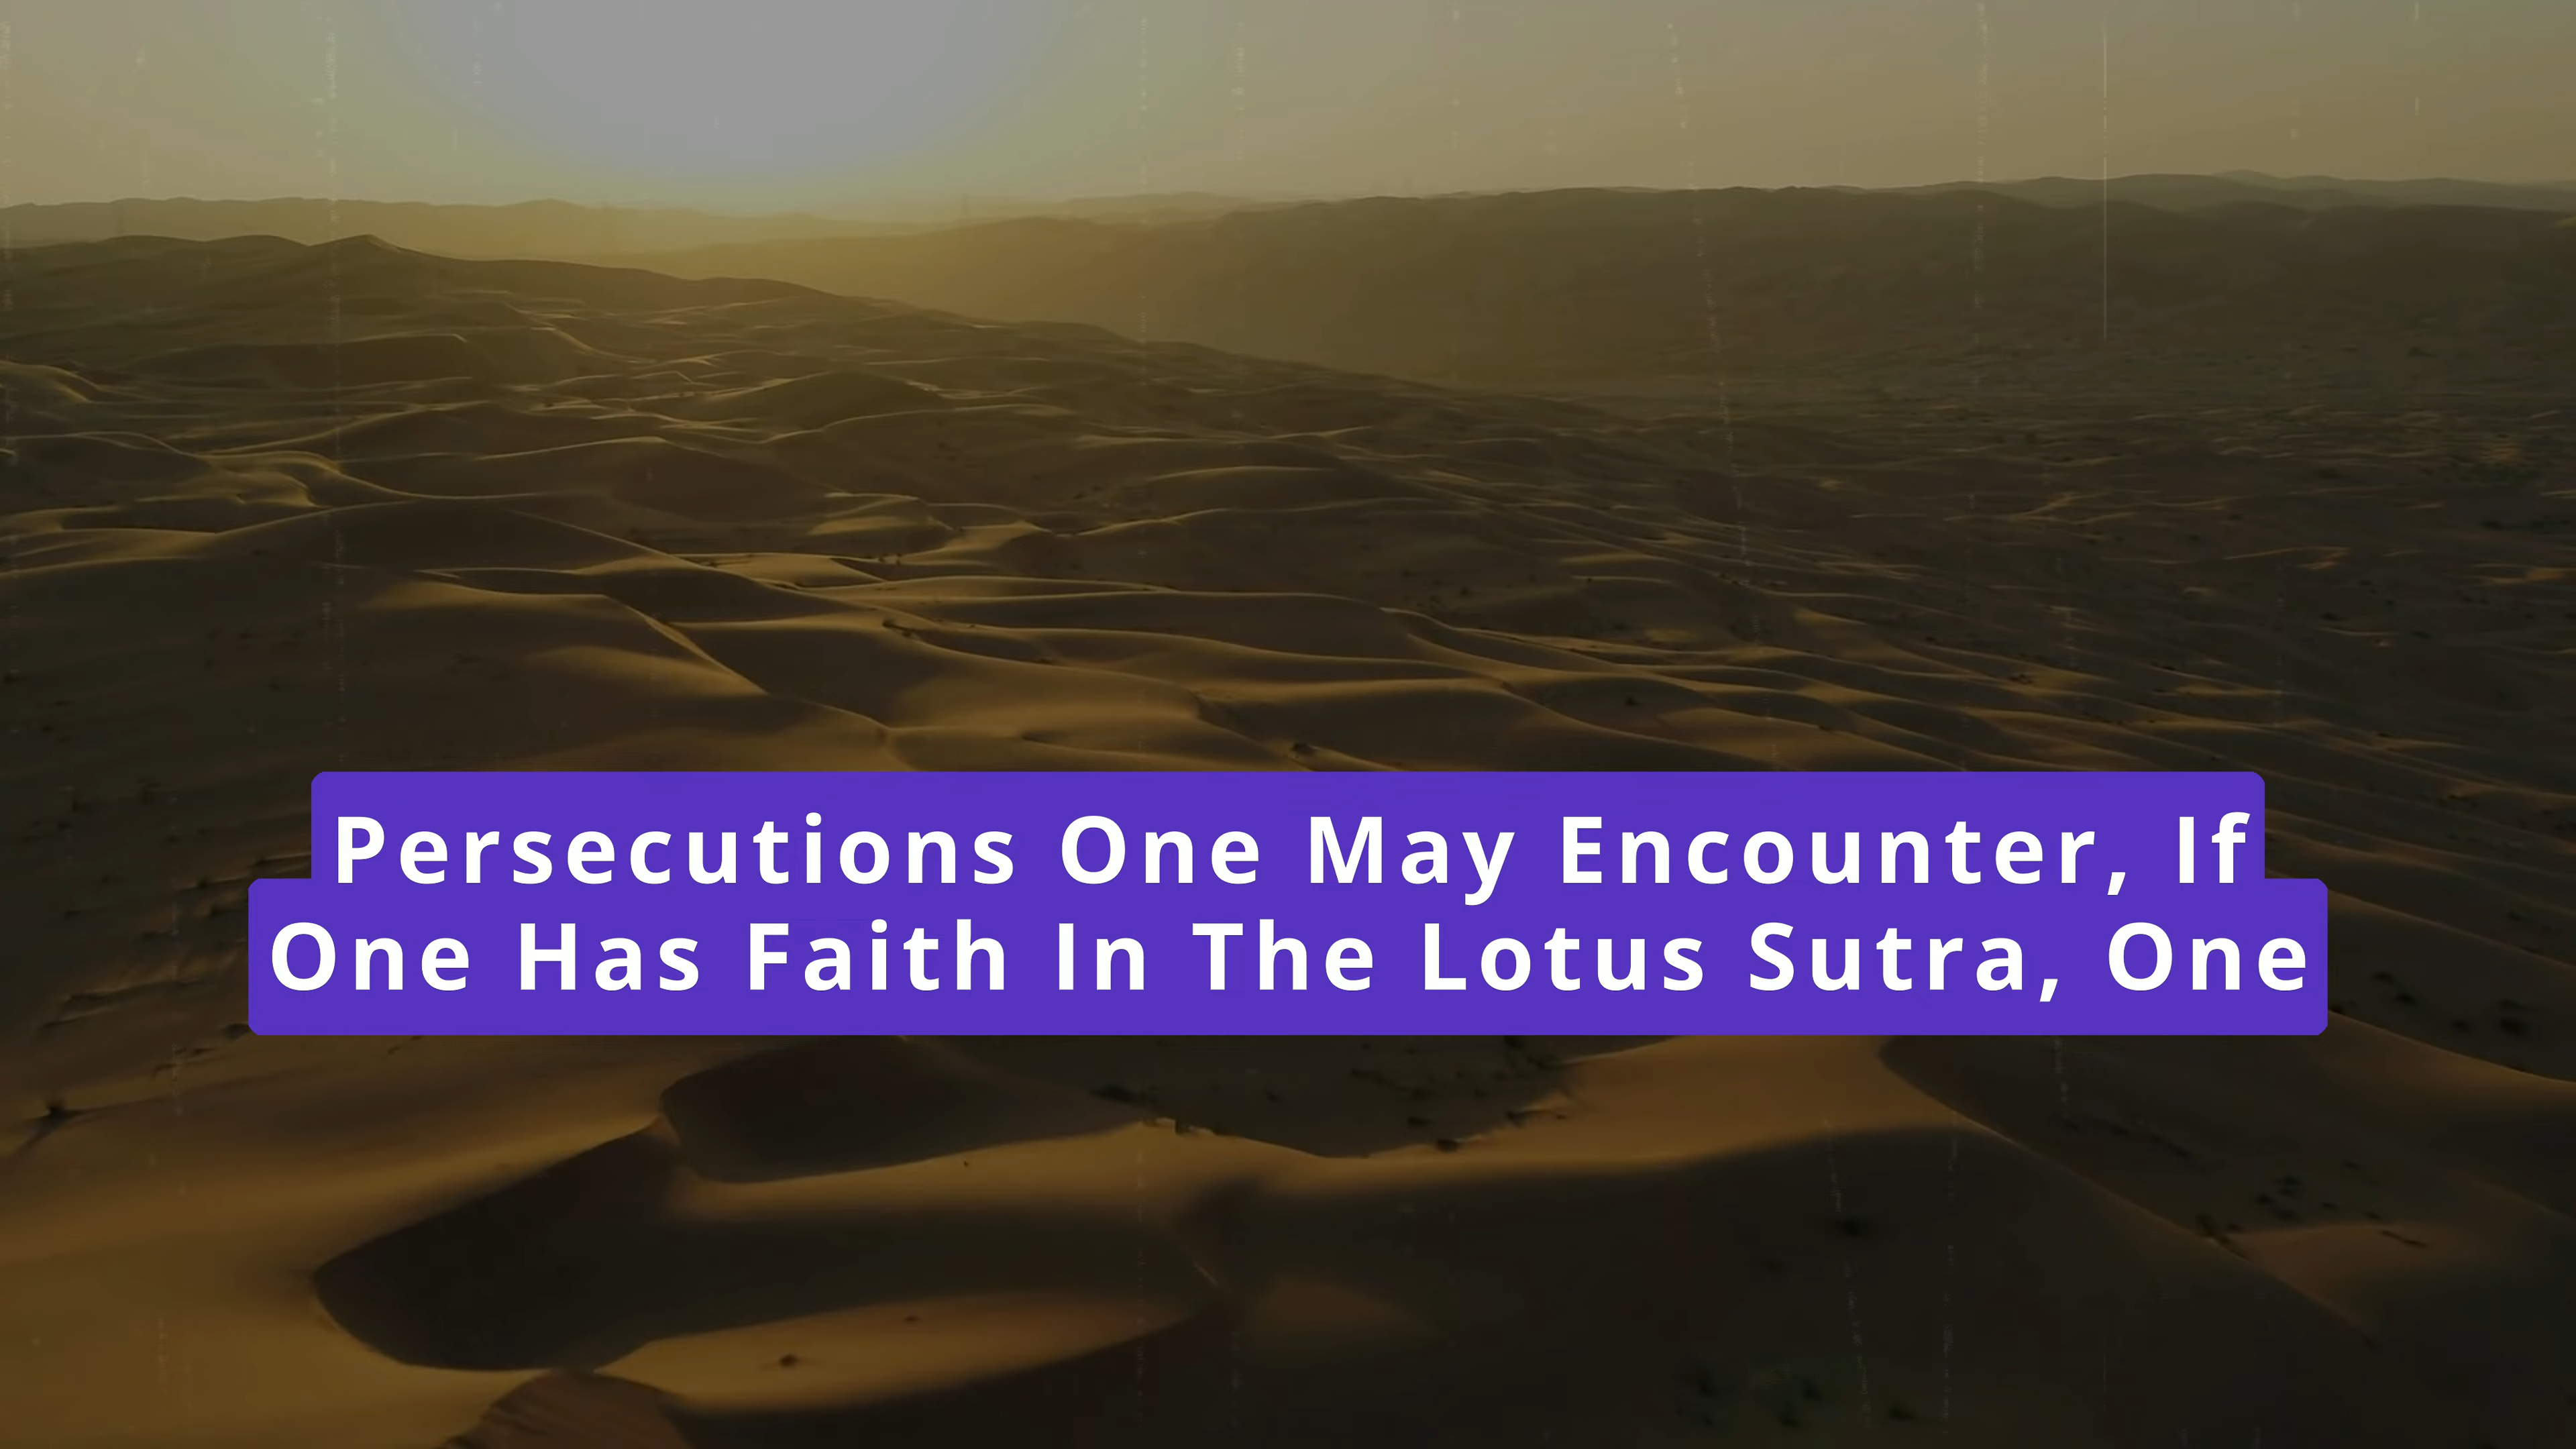 Persecutions One May Encounter, If
One Has Faith In The Lotus Sutra, One